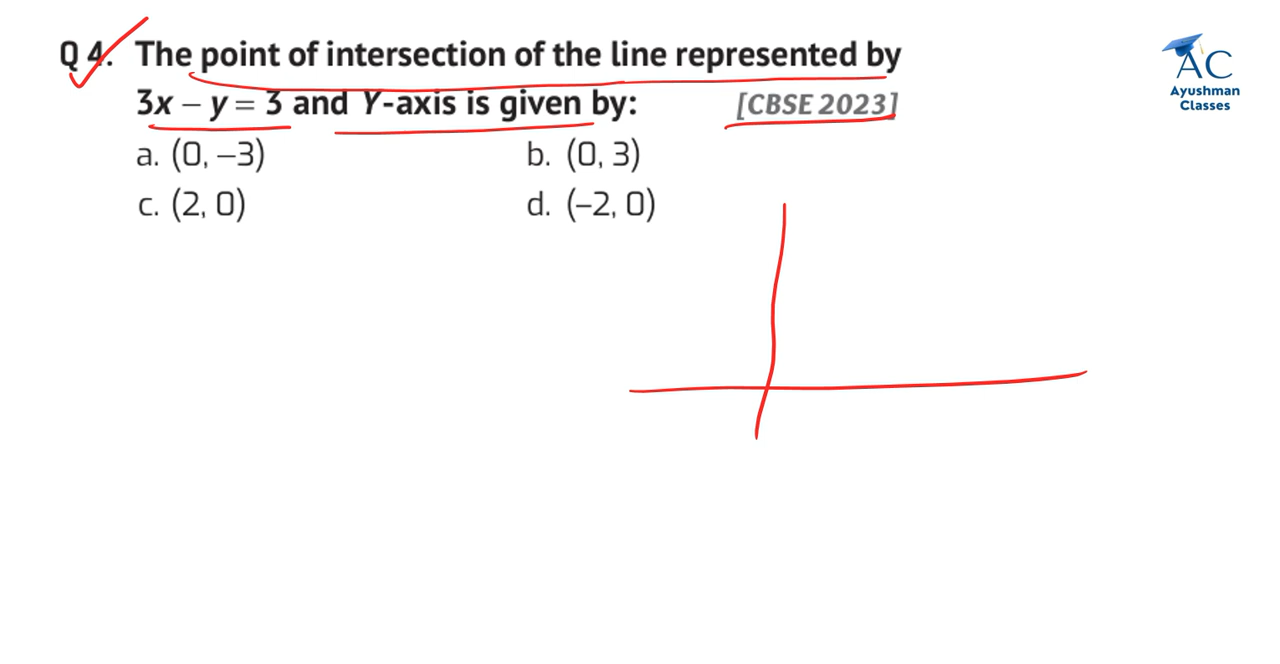 Q 4. The point of intersection of the line represented by
3x – y = 3 and Y-axis is given by: [CBSE 2023]
a. (0, –3) b. (0, 3)
c. (2, 0) d. (–2, 0)
AC
Ayushman
Classes